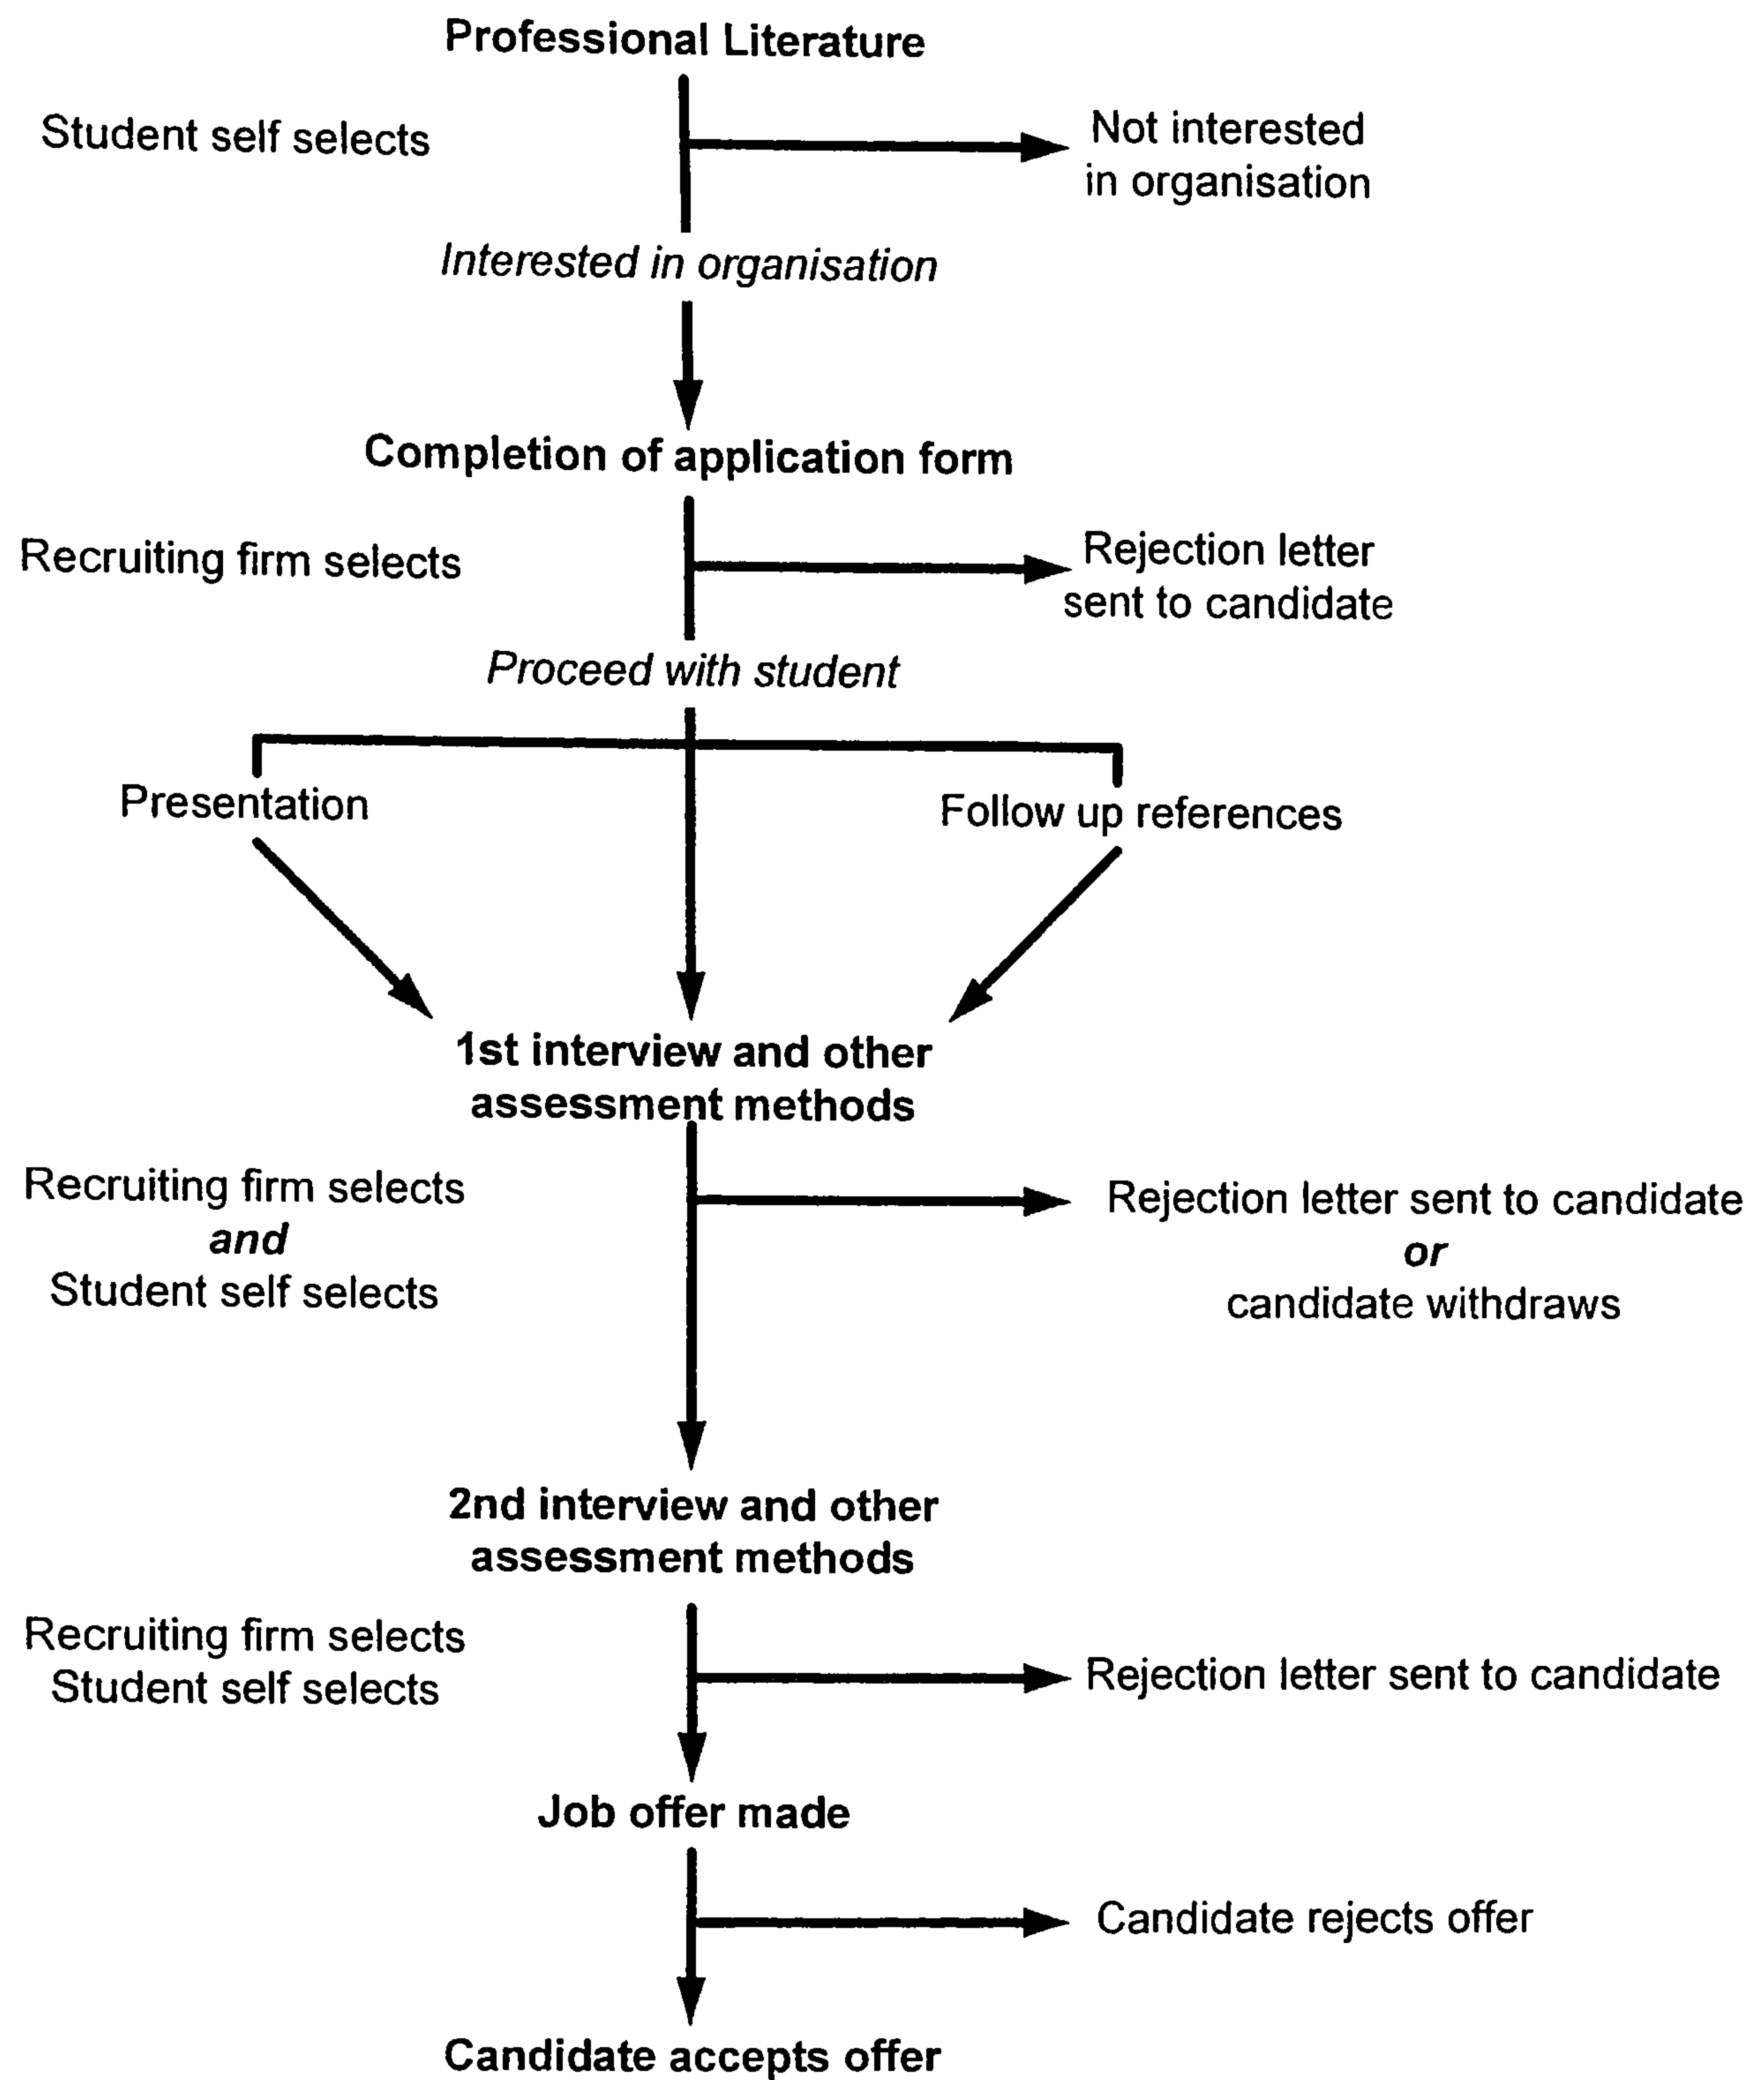 Professional Literature
Student self selects
Not interested
in organisation
Interested in organisation
Completion of application form
Recruiting firm selects
Rejection letter
sent to candidate
Proceed with student
Presentation
Follow up references
1st interview and other
assessment methods
Recruiting firm selects
and
Student self selects
Rejection letter sent to candidate
or
candidate withdraws
2nd interview and other
assessment methods
Recruiting firm selects
Student self selects
Rejection letter sent to candidate
Job offer made
Candidate rejects offer
Candidate accepts offer